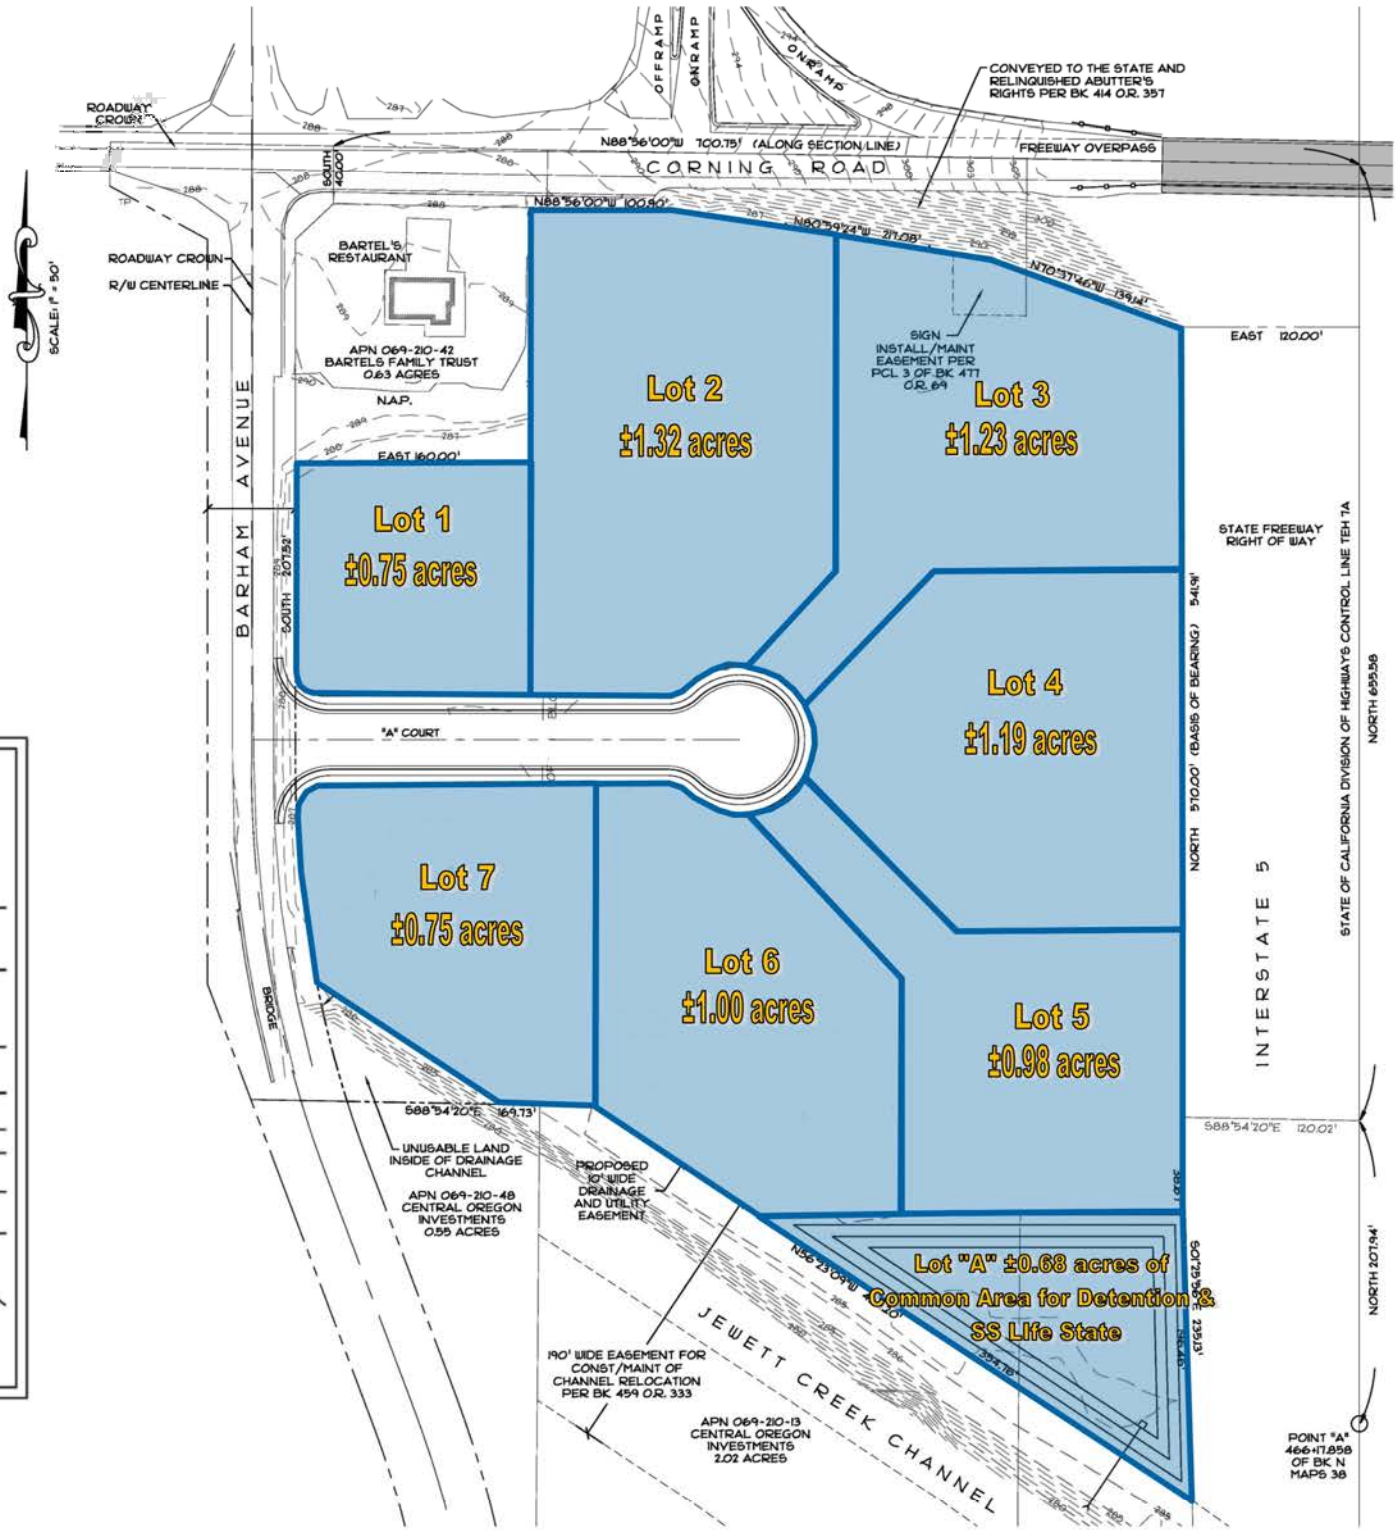 OFFRAMP
ONRAMP
ONRAMP
CONVEYED TO THE STATE AND
RELINQUISHED ABUTTER'S
RIGHTS PER BK 414 O.R. 357
ROADWAY
CROWN
N88°56'00"W 700.75' (ALONG SECTION LINE)
FREEWAY OVERPASS
CORNING ROAD
SOUTH
40.00'
N88°56'00"W 100.90'
N80°59'24"W 217.08'
N70°37'46"W 139.14'
EAST 120.00'
BARTEL'S
RESTAURANT
ROADWAY CROWN
R/W CENTERLINE
SCALE: 1" = 50'
APN 069-210-42
BARTELS FAMILY TRUST
0.63 ACRES
N.A.P.
SIGN
INSTALL/MAINT
EASEMENT PER
PCL 3 OF BK 477
O.R. 69
Lot 2
±1.32 acres
Lot 3
±1.23 acres
EAST 160.00'
BARHAM AVENUE
SOUTH 207.52'
Lot 1
±0.75 acres
STATE FREEWAY
RIGHT OF WAY
NORTH 570.00' (BASIS OF BEARING) 541.91'
STATE OF CALIFORNIA DIVISION OF HIGHWAYS CONTROL LINE TEH 7A
NORTH 655.58
Lot 4
±1.19 acres
"A" COURT
Lot 7
±0.75 acres
INTERSTATE 5
Lot 6
±1.00 acres
Lot 5
±0.98 acres
BRIDGE
S88°54'20"E 169.73'
S88°54'20"E 120.02'
UNUSABLE LAND
INSIDE OF DRAINAGE
CHANNEL
APN 069-210-48
CENTRAL OREGON
INVESTMENTS
0.55 ACRES
PROPOSED
10' WIDE
DRAINAGE
AND UTILITY
EASEMENT
NORTH 207.94'
Lot "A" ±0.68 acres of
Common Area for Detention &
SS LIfe State
354.16'
JEWETT CREEK CHANNEL
190' WIDE EASEMENT FOR
CONST/MAINT OF
CHANNEL RELOCATION
PER BK 459 O.R. 333
APN 069-210-13
CENTRAL OREGON
INVESTMENTS
2.02 ACRES
POINT "A"
466+17.858
OF BK N
MAPS 38